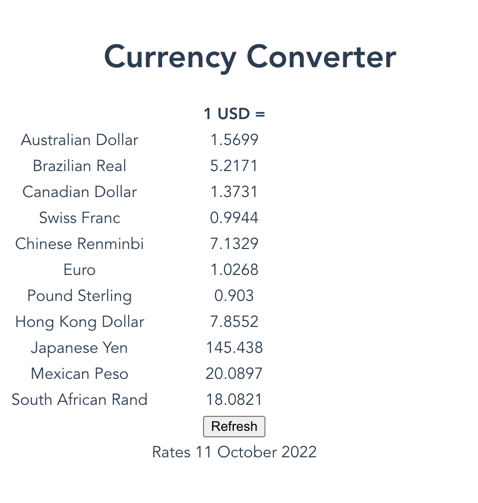 Currency Converter
1 USD =
Australian Dollar 1.5699
Brazilian Real 5.2171
Canadian Dollar 1.3731
Swiss Franc 0.9944
Chinese Renminbi 7.1329
Euro 1.0268
Pound Sterling 0.903
Hong Kong Dollar 7.8552
Japanese Yen 145.438
Mexican Peso 20.0897
South African Rand 18.0821
Refresh
Rates 11 October 2022